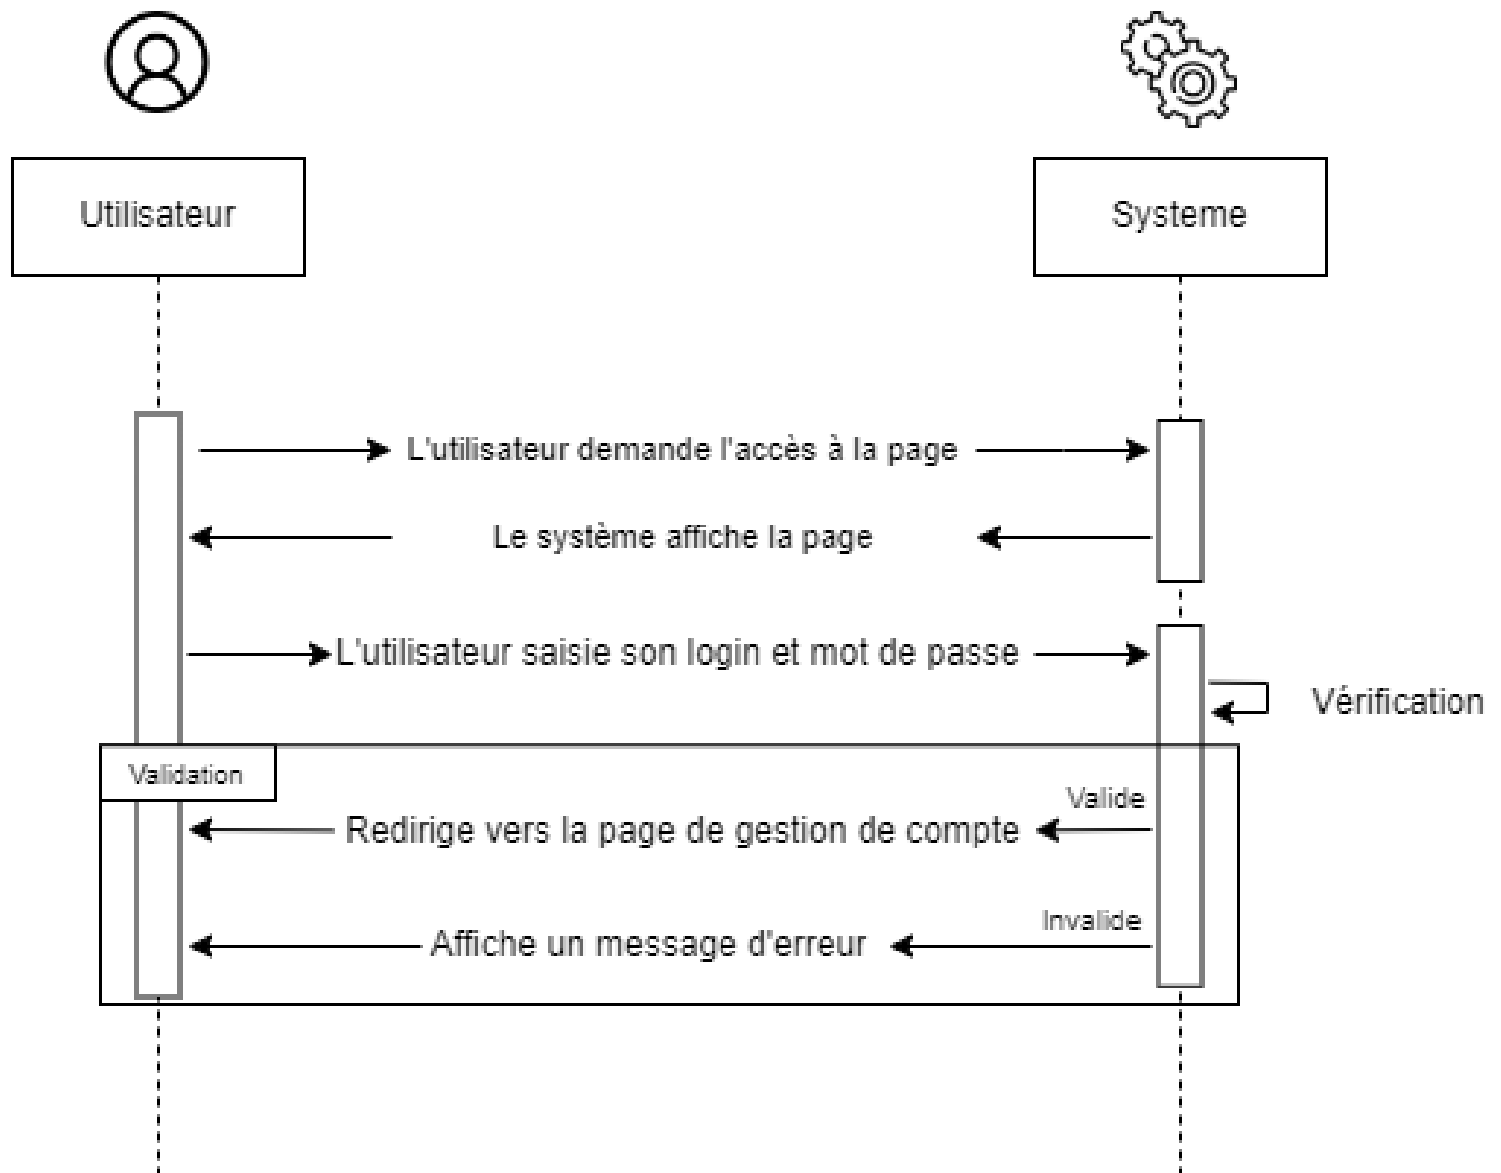 Utilisateur
Systeme
L'utilisateur demande l'accès à la page
Le système affiche la page
L'utilisateur saisie son login et mot de passe
Vérification
Validation
Valide
Redirige vers la page de gestion de compte
Invalide
Affiche un message d'erreur